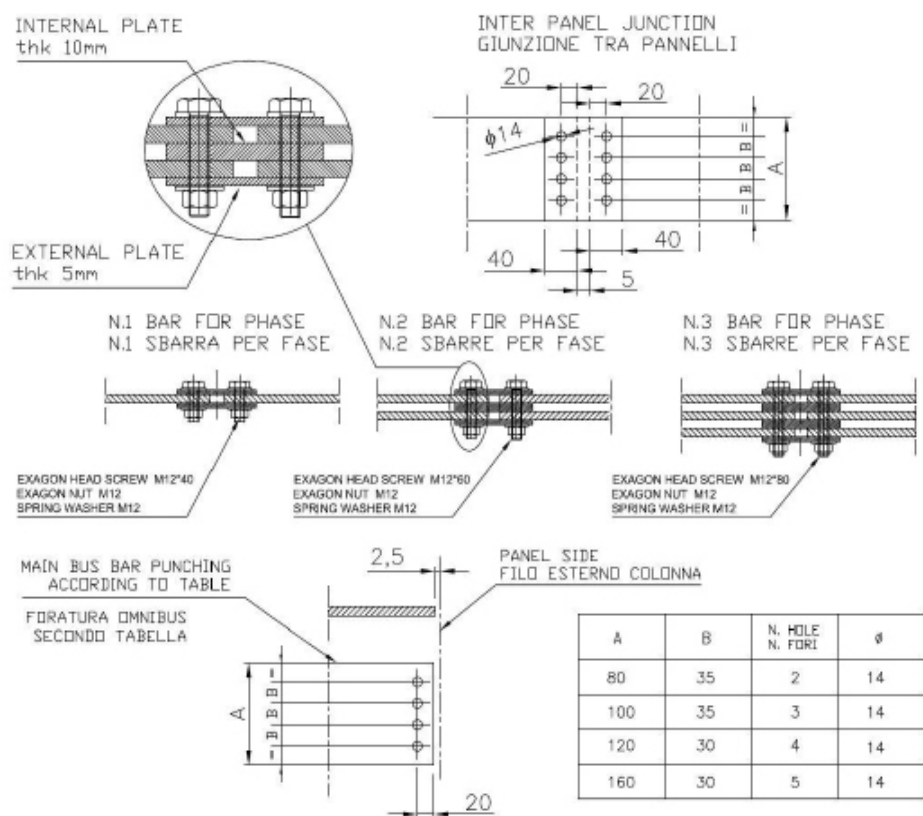 INTERNAL PLATE
thk 10mm
INTER PANEL JUNCTION
GIUNZIONE TRA PANNELLI
20
20
ϕ14
=
B
B
B
=
A
40
40
5
EXTERNAL PLATE
thk 5mm
N.1 BAR FOR PHASE
N.1 SBARRA PER FASE
N.2 BAR FOR PHASE
N.2 SBARRE PER FASE
N.3 BAR FOR PHASE
N.3 SBARRE PER FASE
EXAGON HEAD SCREW M12*40
EXAGON NUT M12
SPRING WASHER M12
EXAGON HEAD SCREW M12*60
EXAGON NUT M12
SPRING WASHER M12
EXAGON HEAD SCREW M12*80
EXAGON NUT M12
SPRING WASHER M12
MAIN BUS BAR PUNCHING
ACCORDING TO TABLE
FORATURA OMNIBUS
SECONDO TABELLA
2,5
PANEL SIDE
FILO ESTERNO COLONNA
A
=
B
B
B
=
20
A B N. HOLE N. FORI ø
80 35 2 14
100 35 3 14
120 30 4 14
160 30 5 14